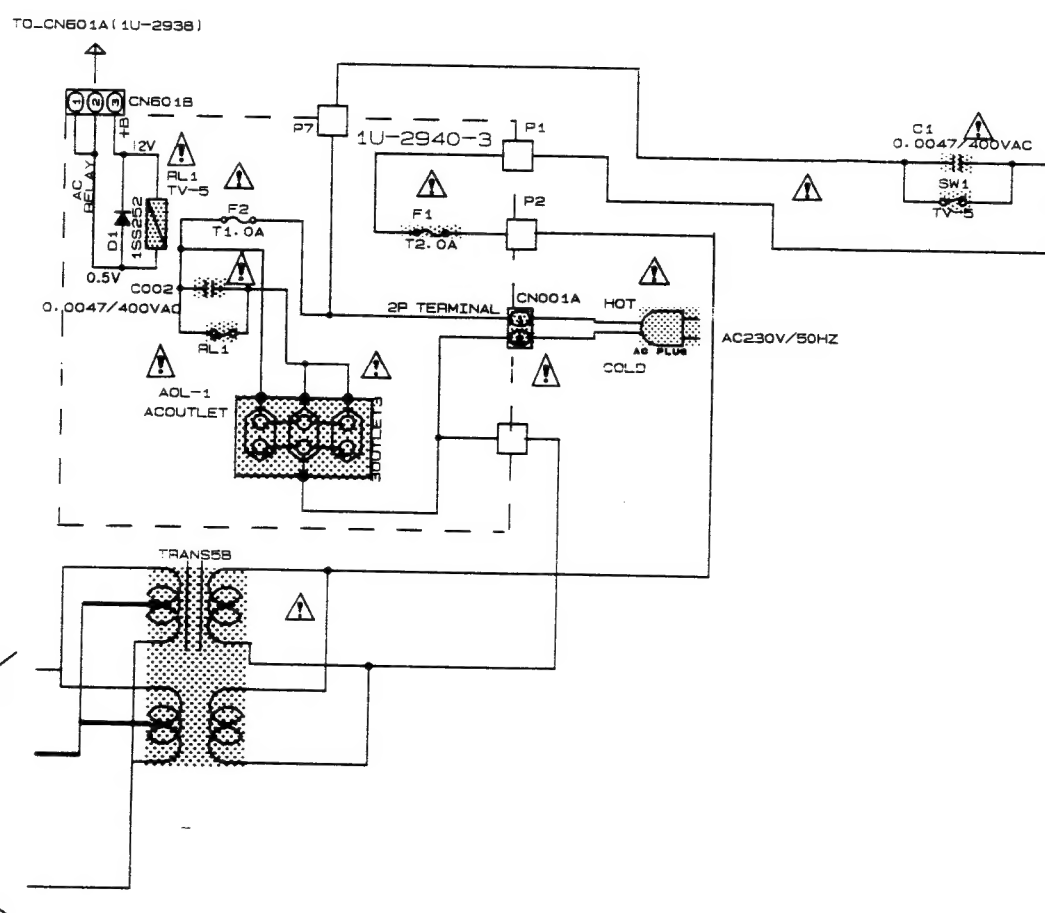 TO_CN601A(1U-2938)
1 2 3
CN601B
+B
12V
AC RELAY
RL1
TV-5
D1
1SS252
0.5V
P7
1U-2940-3
P1
P2
F2
T1.0A
F1
T2.0A
C1
0.0047/400VAC
SW1
TV-5
C002
0.0047/400VAC
RL1
2P TERMINAL
CN001A
HOT
AC PLUG
COLD
AC230V/50HZ
AOL-1
ACOUTLET
3OUTLET3
TRANS5B